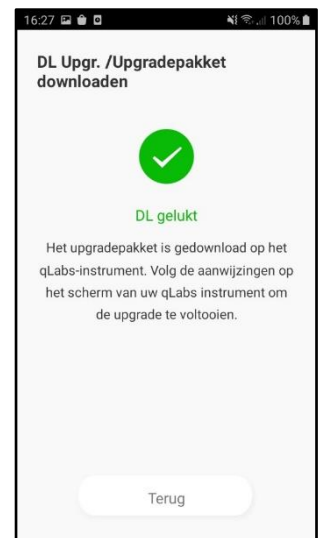 16:27 100%
DL Upgr. /Upgradepakket
downloaden
DL gelukt
Het upgradepakket is gedownload op het
qLabs-instrument. Volg de aanwijzingen op
het scherm van uw qLabs instrument om
de upgrade te voltooien.
Terug